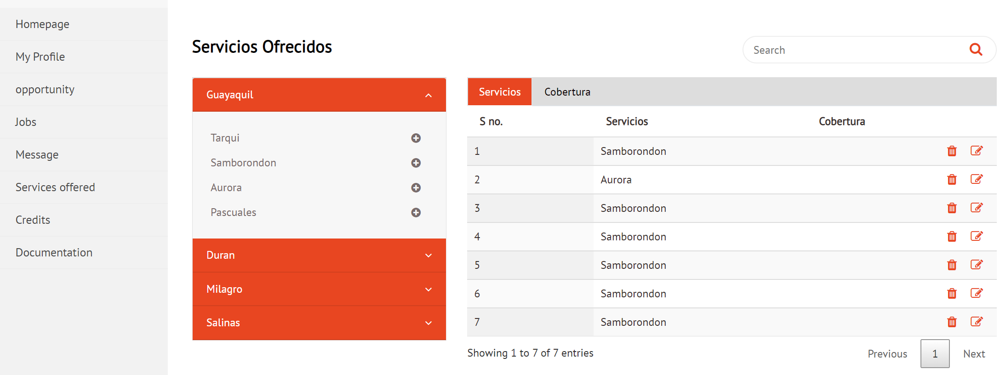 Homepage
My Profile
opportunity
Jobs
Message
Services offered
Credits
Documentation
Servicios Ofrecidos
Search
Guayaquil
Tarqui
Samborondon
Aurora
Pascuales
Duran
Milagro
Salinas
Servicios Cobertura
S no. Servicios Cobertura
1 Samborondon
2 Aurora
3 Samborondon
4 Samborondon
5 Samborondon
6 Samborondon
7 Samborondon
Showing 1 to 7 of 7 entries
Previous 1 Next